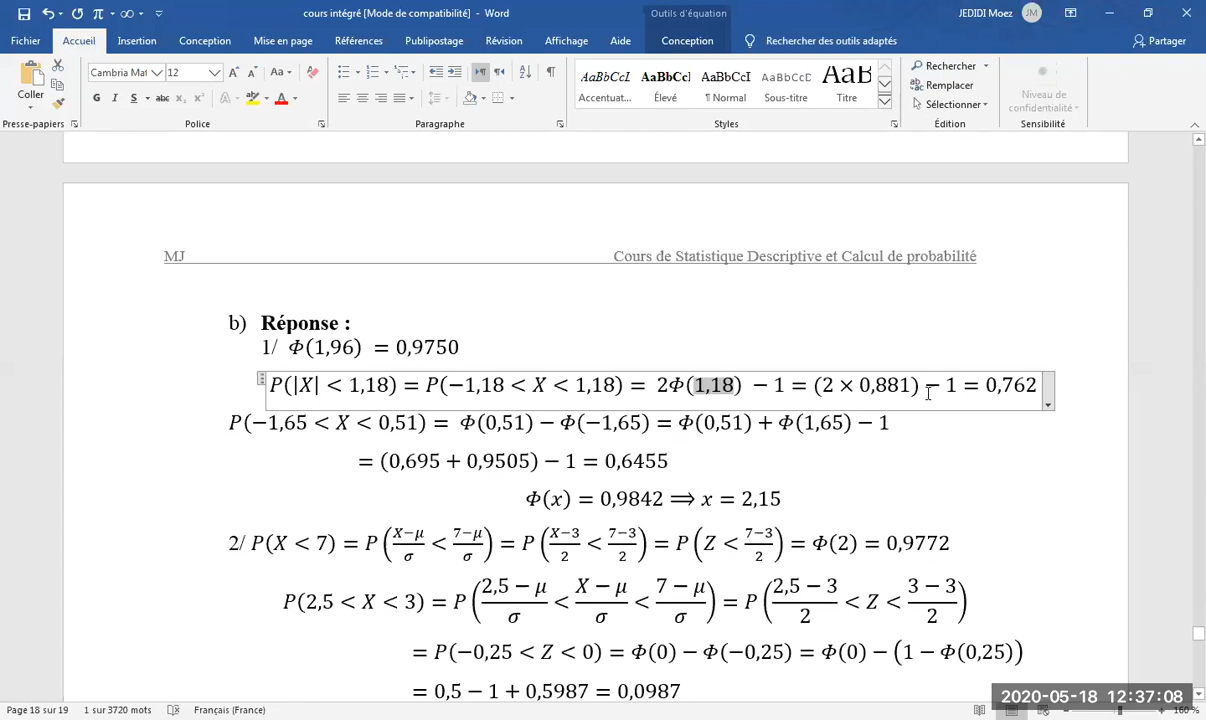 cours intégré [Mode de compatibilité] - Word
Outils d'équation
JEDIDI Moez
JM
Fichier Accueil Insertion Conception Mise en page Références Publipostage Révision Affichage Aide Conception Rechercher des outils adaptés Partager
Coller
Presse-papiers
Cambria Mat 12
Police
Paragraphe
AaBbCcL AaBbCcl AaBbCcD AaBbCcD AaB
Accentuat... Élevé ¶ Normal Sous-titre Titre
Styles
Rechercher
Remplacer
Sélectionner
Édition
Niveau de
confidentialité
Sensibilité
MJ Cours de Statistique Descriptive et Calcul de probabilité
b) Réponse :
1/ Φ(1,96) = 0,9750
P(|X| < 1,18) = P(−1,18 < X < 1,18) = 2Φ(1,18) − 1 = (2 × 0,881) − 1 = 0,762
P(−1,65 < X < 0,51) = Φ(0,51) − Φ(−1,65) = Φ(0,51) + Φ(1,65) − 1
= (0,695 + 0,9505) − 1 = 0,6455
Φ(x) = 0,9842 ⟹ x = 2,15
2/ P(X < 7) = P((X−μ)/σ < (7−μ)/σ) = P((X−3)/2 < (7−3)/2) = P(Z < (7−3)/2) = Φ(2) = 0,9772
P(2,5 < X < 3) = P((2,5 − μ)/σ < (X − μ)/σ < (7 − μ)/σ) = P((2,5 − 3)/2 < Z < (3 − 3)/2)
= P(−0,25 < Z < 0) = Φ(0) − Φ(−0,25) = Φ(0) − (1 − Φ(0,25))
= 0,5 − 1 + 0,5987 = 0,0987
2020-05-18 12:37:08
Page 18 sur 19 1 sur 3720 mots Français (France) 160 %